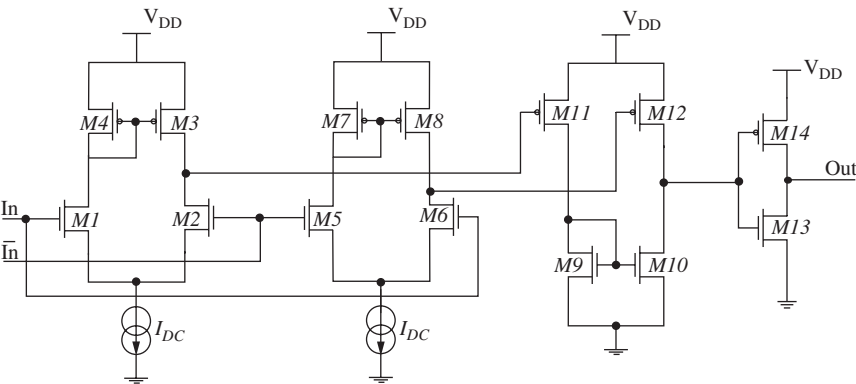 V_DD
V_DD
V_DD
V_DD
M4
M3
M7
M8
M11
M12
M14
Out
In
M1
M2
M5
M6
M13
I̅n̅
M9
M10
I_DC
I_DC